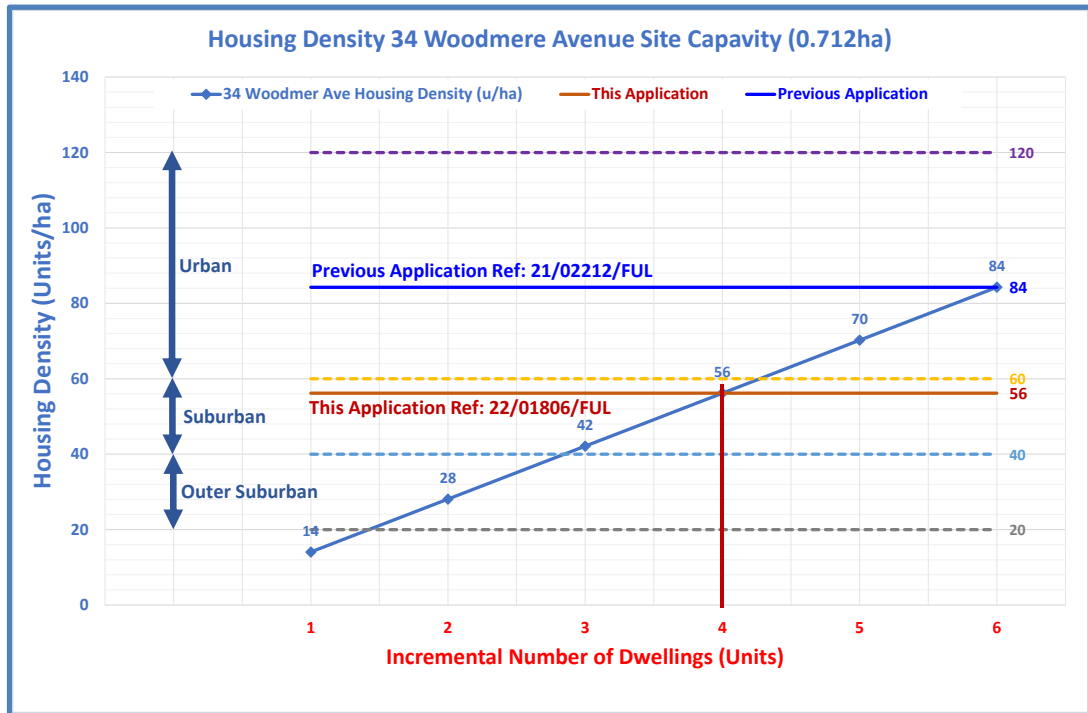 Housing Density 34 Woodmere Avenue Site Capavity (0.712ha)
34 Woodmer Ave Housing Density (u/ha) This Application Previous Application
Housing Density (Units/ha)
140
120
100
80
60
40
20
0
Urban
Suburban
Outer Suburban
Previous Application Ref: 21/02212/FUL
This Application Ref: 22/01806/FUL
14
28
42
56
70
84
120
84
60
56
40
20
1 2 3 4 5 6
Incremental Number of Dwellings (Units)